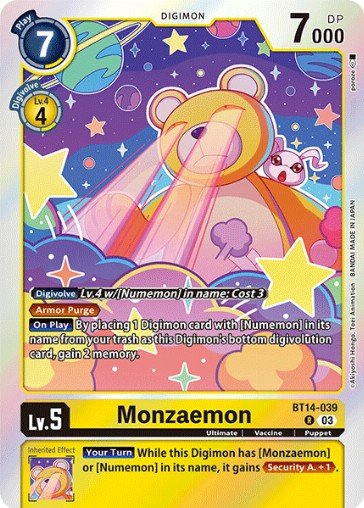 DIGIMON
Play
7
7000
DP
Digivolve
Lv.4
4
poroze
Digivolve Lv.4 w/[Numemon] in name: Cost 3
Armor Purge
On Play By placing 1 Digimon card with [Numemon] in its
name from your trash as this Digimon's bottom digivolution
card, gain 2 memory.
©Akiyoshi Hongo, Toei Animation BANDAI MADE IN JAPAN
BT14-039
Lv.5
Monzaemon
R 03
Ultimate | Vaccine | Puppet
Inherited Effect
Your Turn While this Digimon has [Monzaemon]
or [Numemon] in its name, it gains Security A. +1.